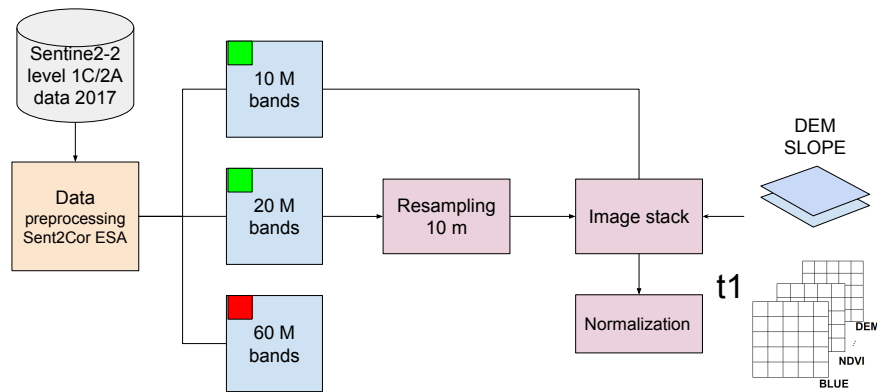 Sentine2-2
level 1C/2A
data 2017
Data
preprocessing
Sent2Cor ESA
10 M
bands
20 M
bands
60 M
bands
Resampling
10 m
Image stack
Normalization
DEM
SLOPE
t1
DEM
NDVI
BLUE